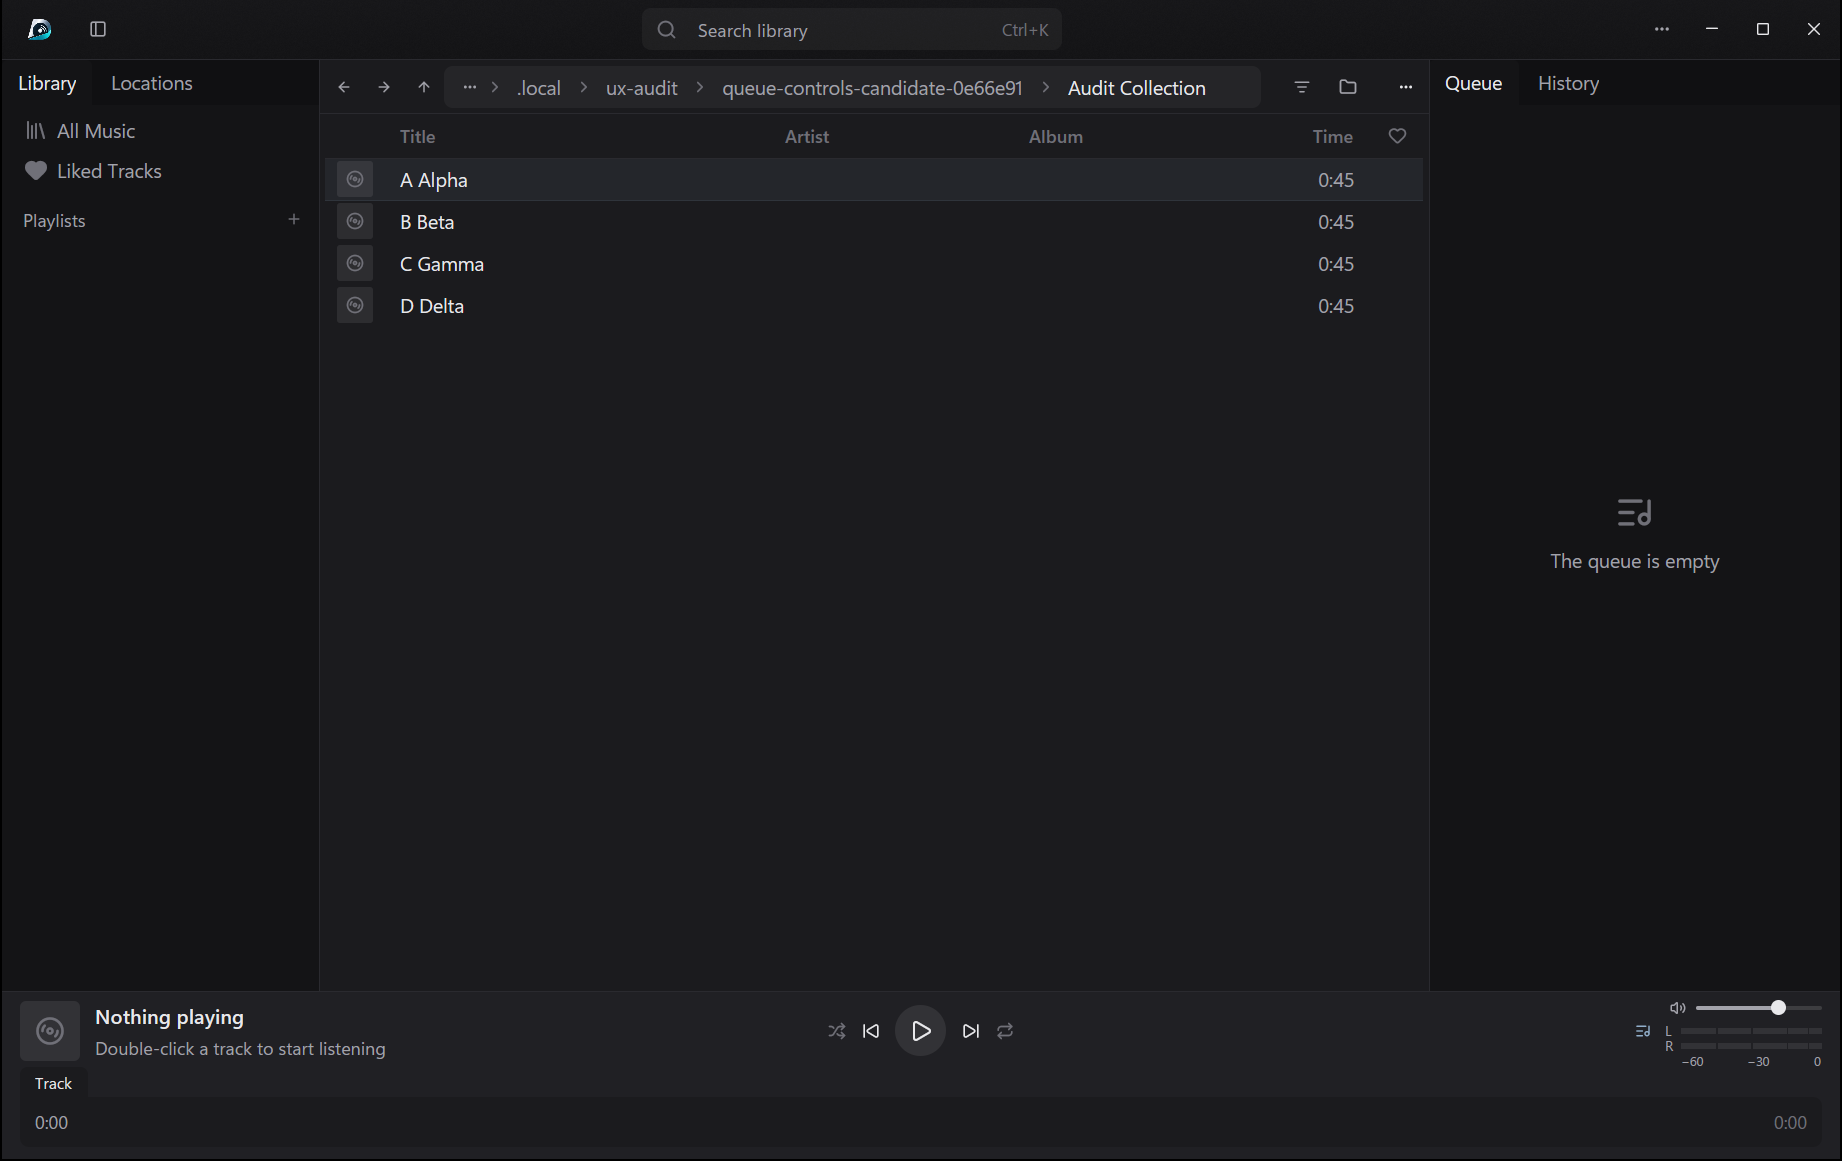 Search library Ctrl+K
Library Locations
All Music
Liked Tracks
Playlists
... > .local > ux-audit > queue-controls-candidate-0e66e91 > Audit Collection
Title Artist Album Time
A Alpha 0:45
B Beta 0:45
C Gamma 0:45
D Delta 0:45
Queue History
The queue is empty
Nothing playing
Double-click a track to start listening
L
R
−60 −30 0
Track
0:00 0:00